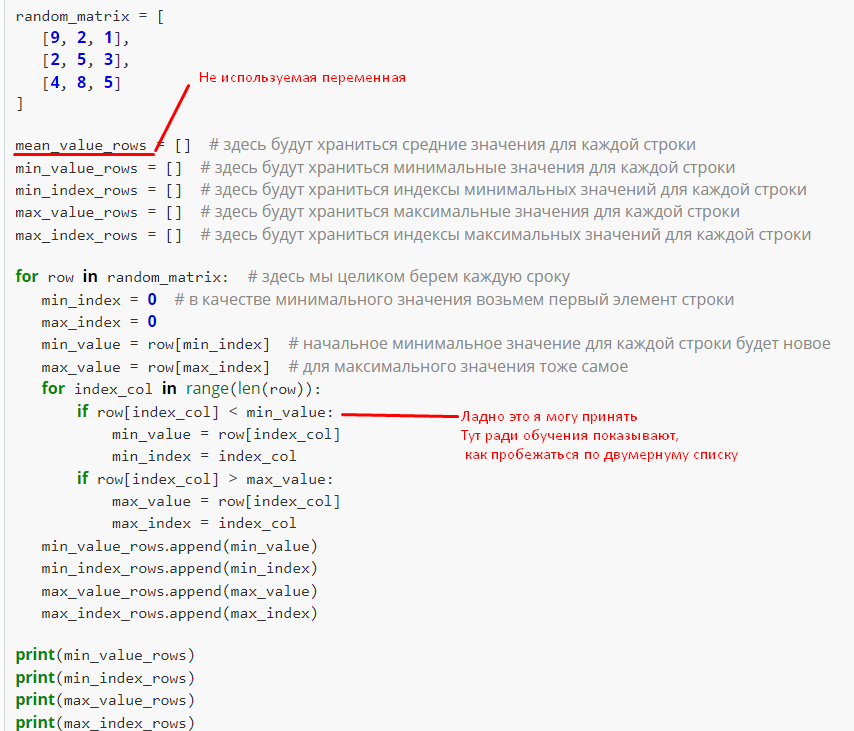 random_matrix = [
    [9, 2, 1],
    [2, 5, 3],
    [4, 8, 5]
]
Не используемая переменная
mean_value_rows = []  # здесь будут храниться средние значения для каждой строки
min_value_rows = []  # здесь будут храниться минимальные значения для каждой строки
min_index_rows = []  # здесь будут храниться индексы минимальных значений для каждой строки
max_value_rows = []  # здесь будут храниться максимальные значения для каждой строки
max_index_rows = []  # здесь будут храниться индексы максимальных значений для каждой строки
for row in random_matrix:  # здесь мы целиком берем каждую сроку
    min_index = 0  # в качестве минимального значения возьмем первый элемент строки
    max_index = 0
    min_value = row[min_index]  # начальное минимальное значение для каждой строки будет новое
    max_value = row[max_index]  # для максимального значения тоже самое
    for index_col in range(len(row)):
        if row[index_col] < min_value:
            min_value = row[index_col]
            min_index = index_col
        if row[index_col] > max_value:
            max_value = row[index_col]
            max_index = index_col
Ладно это я могу принять
Тут ради обучения показывают,
как пробежаться по двумернуму списку
    min_value_rows.append(min_value)
    min_index_rows.append(min_index)
    max_value_rows.append(max_value)
    max_index_rows.append(max_index)
print(min_value_rows)
print(min_index_rows)
print(max_value_rows)
print(max_index_rows)